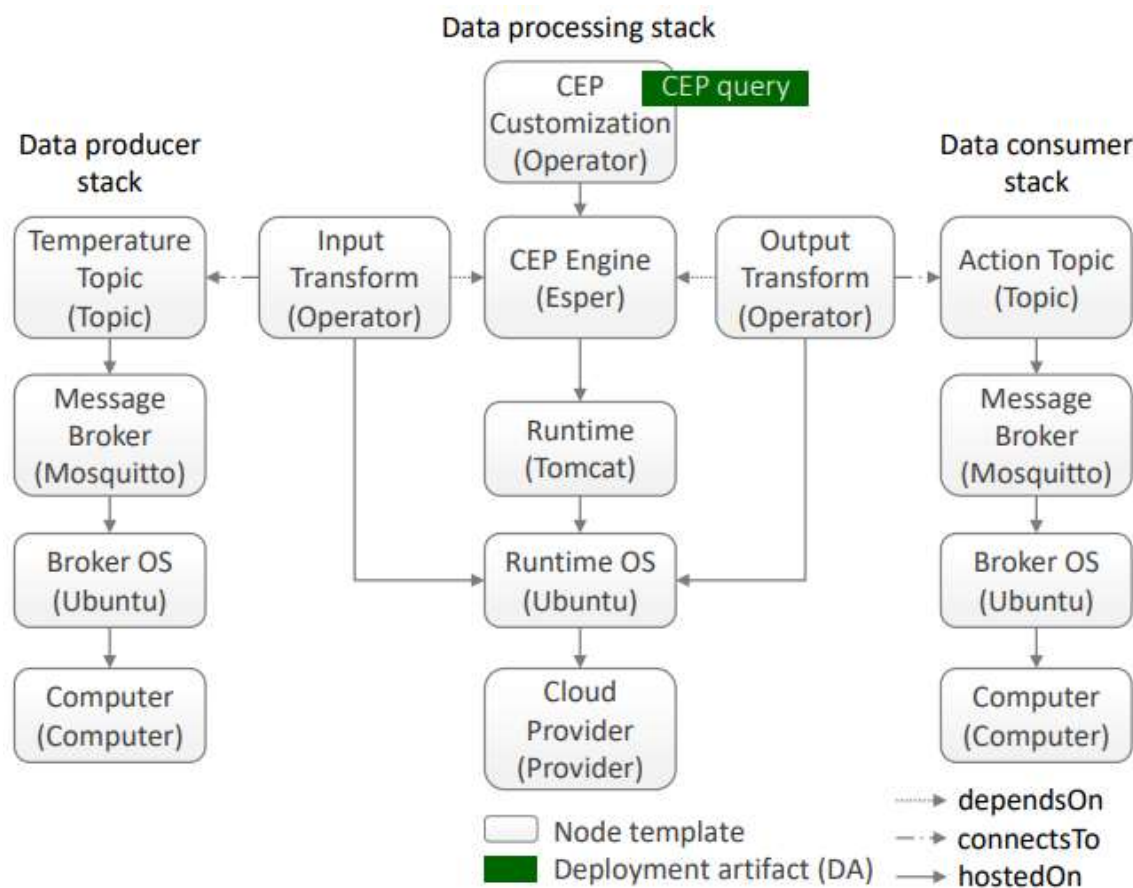 Data processing stack
CEP
Customization
(Operator)
CEP query
Data producer
stack
Data consumer
stack
Temperature
Topic
(Topic)
Input
Transform
(Operator)
CEP Engine
(Esper)
Output
Transform
(Operator)
Action Topic
(Topic)
Message
Broker
(Mosquitto)
Runtime
(Tomcat)
Message
Broker
(Mosquitto)
Broker OS
(Ubuntu)
Runtime OS
(Ubuntu)
Broker OS
(Ubuntu)
Computer
(Computer)
Cloud
Provider
(Provider)
Computer
(Computer)
Node template
Deployment artifact (DA)
dependsOn
connectsTo
hostedOn